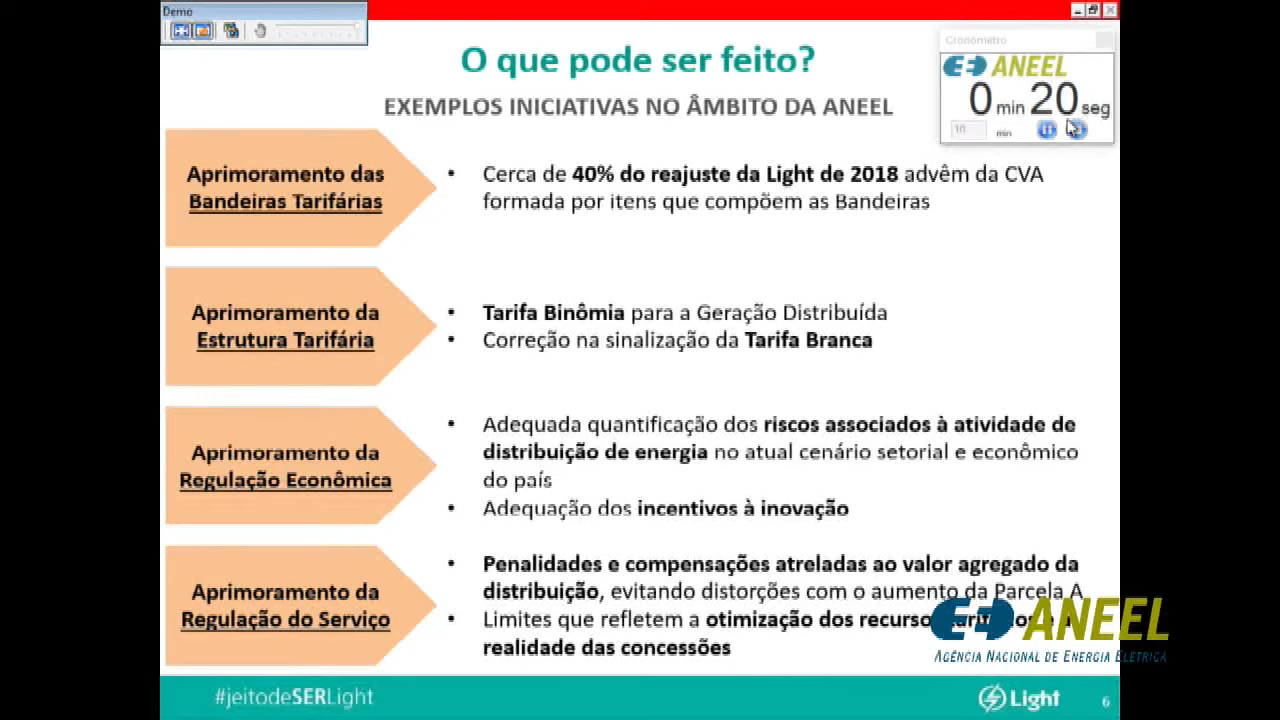 Demo
O que pode ser feito?
EXEMPLOS INICIATIVAS NO ÂMBITO DA ANEEL
Cronômetro
ANEEL
0 min 20 seg
10 min
Aprimoramento das
Bandeiras Tarifárias
• Cerca de 40% do reajuste da Light de 2018 advêm da CVA
formada por itens que compõem as Bandeiras
Aprimoramento da
Estrutura Tarifária
• Tarifa Binômia para a Geração Distribuída
• Correção na sinalização da Tarifa Branca
Aprimoramento da
Regulação Econômica
• Adequada quantificação dos riscos associados à atividade de
distribuição de energia no atual cenário setorial e econômico
do país
• Adequação dos incentivos à inovação
Aprimoramento da
Regulação do Serviço
• Penalidades e compensações atreladas ao valor agregado da
distribuição, evitando distorções com o aumento da Parcela A
• Limites que refletem a otimização dos
realidade das concessões
ANEEL
AGÊNCIA NACIONAL DE ENERGIA ELÉTRICA
#jeitodeSERLight
Light
6